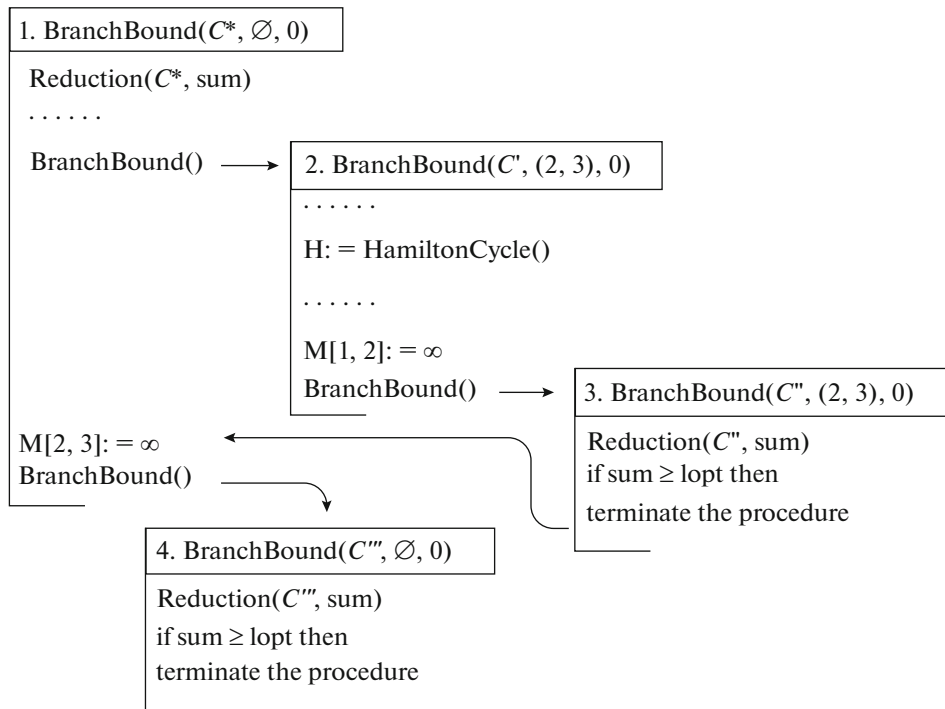 1. BranchBound(C*, ∅, 0)
Reduction(C*, sum)
. . . . . .
BranchBound()
2. BranchBound(C', (2, 3), 0)
. . . . . .
H: = HamiltonCycle()
. . . . . .
M[1, 2]: = ∞
BranchBound()
3. BranchBound(C'', (2, 3), 0)
Reduction(C'', sum)
if sum ≥ lopt then
terminate the procedure
M[2, 3]: = ∞
BranchBound()
4. BranchBound(C''', ∅, 0)
Reduction(C''', sum)
if sum ≥ lopt then
terminate the procedure